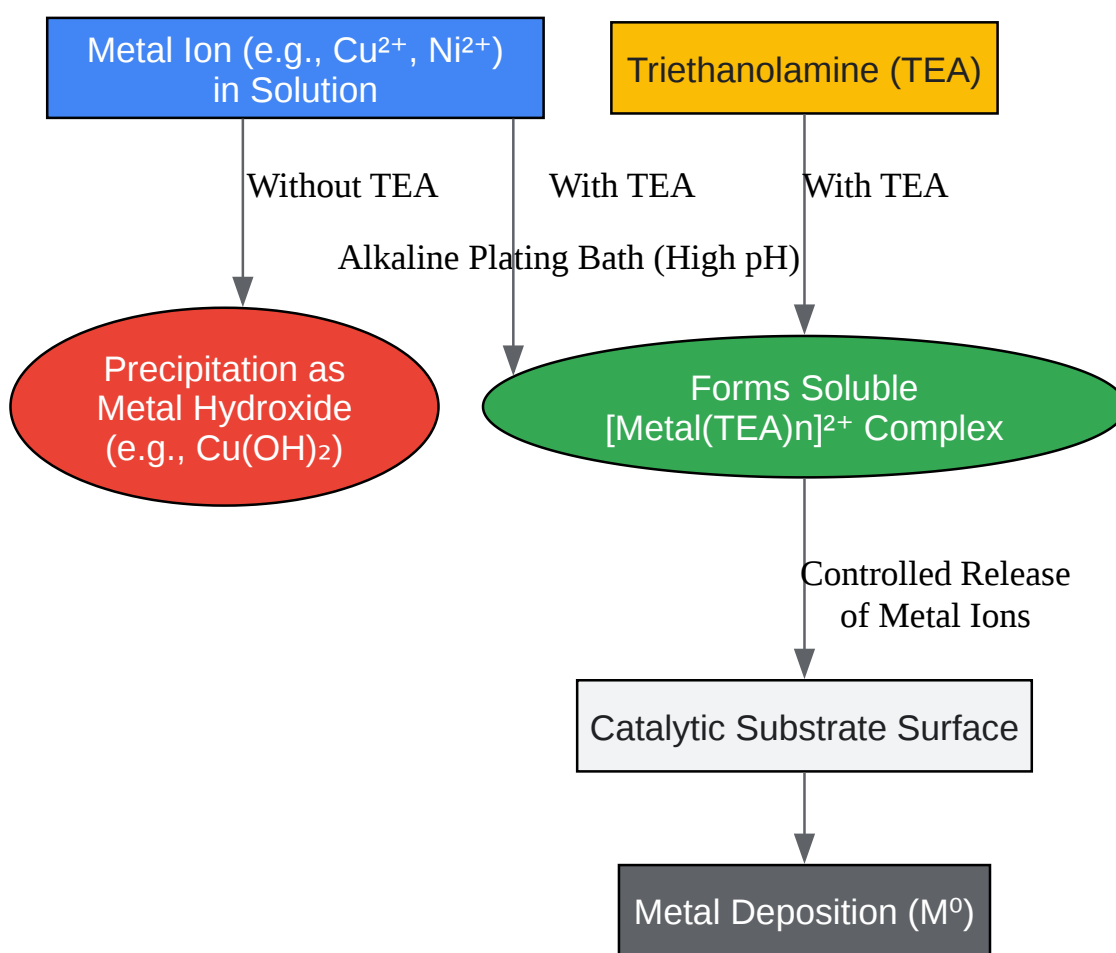 Metal Ion (e.g., Cu²⁺, Ni²⁺)
in Solution
Triethanolamine (TEA)
Without TEA
With TEA
With TEA
Alkaline Plating Bath (High pH)
Precipitation as
Metal Hydroxide
(e.g., Cu(OH)₂)
Forms Soluble
[Metal(TEA)n]²⁺ Complex
Controlled Release
of Metal Ions
Catalytic Substrate Surface
Metal Deposition (M⁰)